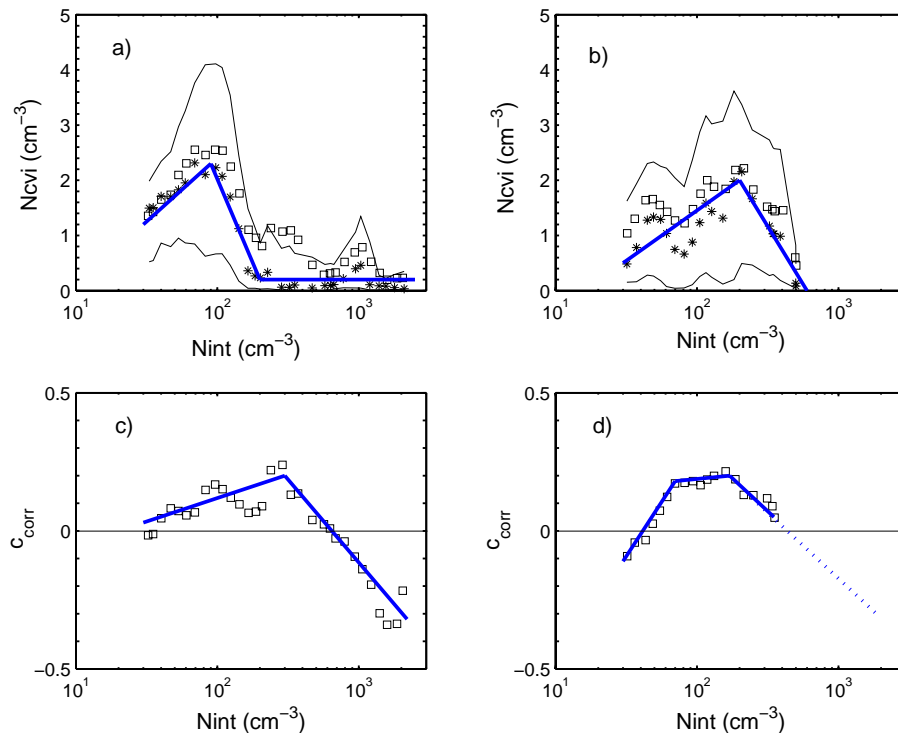 a)
5
4
3
2
1
0
Ncvi (cm⁻³)
10¹ 10² 10³
Nint (cm⁻³)
b)
5
4
3
2
1
0
Ncvi (cm⁻³)
10¹ 10² 10³
Nint (cm⁻³)
c)
0.5
0
−0.5
c_corr
10¹ 10² 10³
Nint (cm⁻³)
d)
0.5
0
−0.5
c_corr
10¹ 10² 10³
Nint (cm⁻³)